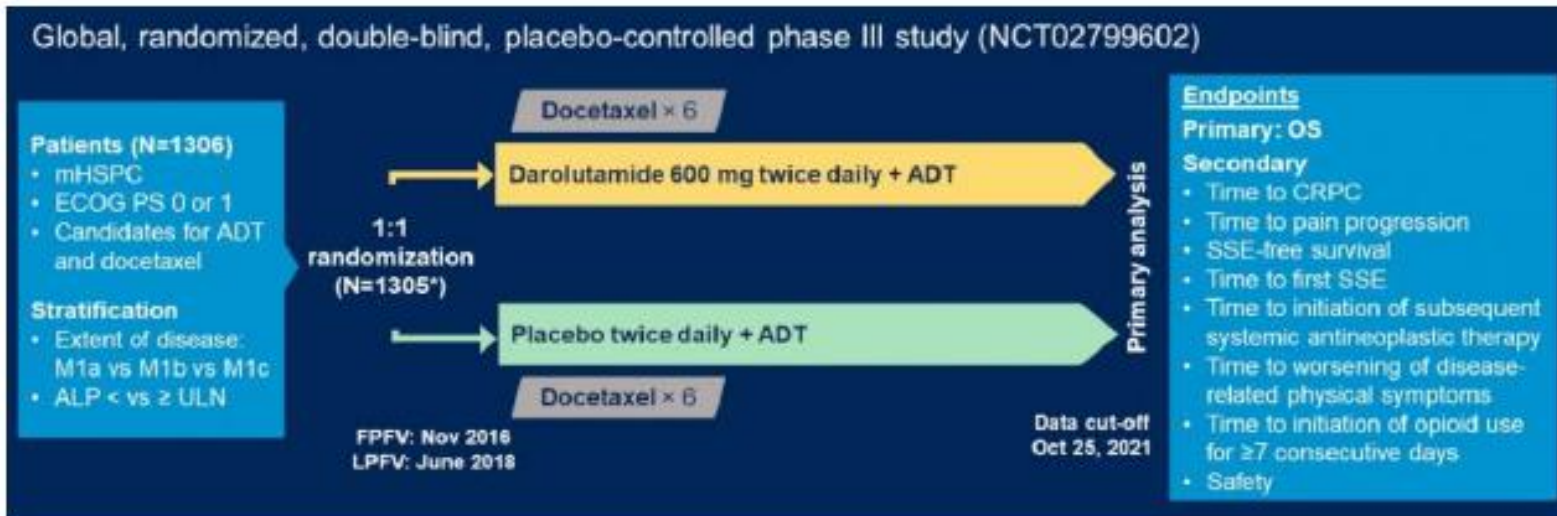 Global, randomized, double-blind, placebo-controlled phase III study (NCT02799602)
Patients (N=1306)
• mHSPC
• ECOG PS 0 or 1
• Candidates for ADT
and docetaxel
Stratification
• Extent of disease:
M1a vs M1b vs M1c
• ALP < vs ≥ ULN
1:1
randomization
(N=1305*)
FPFV: Nov 2016
LPFV: June 2018
Docetaxel × 6
Darolutamide 600 mg twice daily + ADT
Placebo twice daily + ADT
Docetaxel × 6
Primary analysis
Data cut-off
Oct 25, 2021
Endpoints
Primary: OS
Secondary
• Time to CRPC
• Time to pain progression
• SSE-free survival
• Time to first SSE
• Time to initiation of subsequent
systemic antineoplastic therapy
• Time to worsening of disease-
related physical symptoms
• Time to initiation of opioid use
for ≥7 consecutive days
• Safety